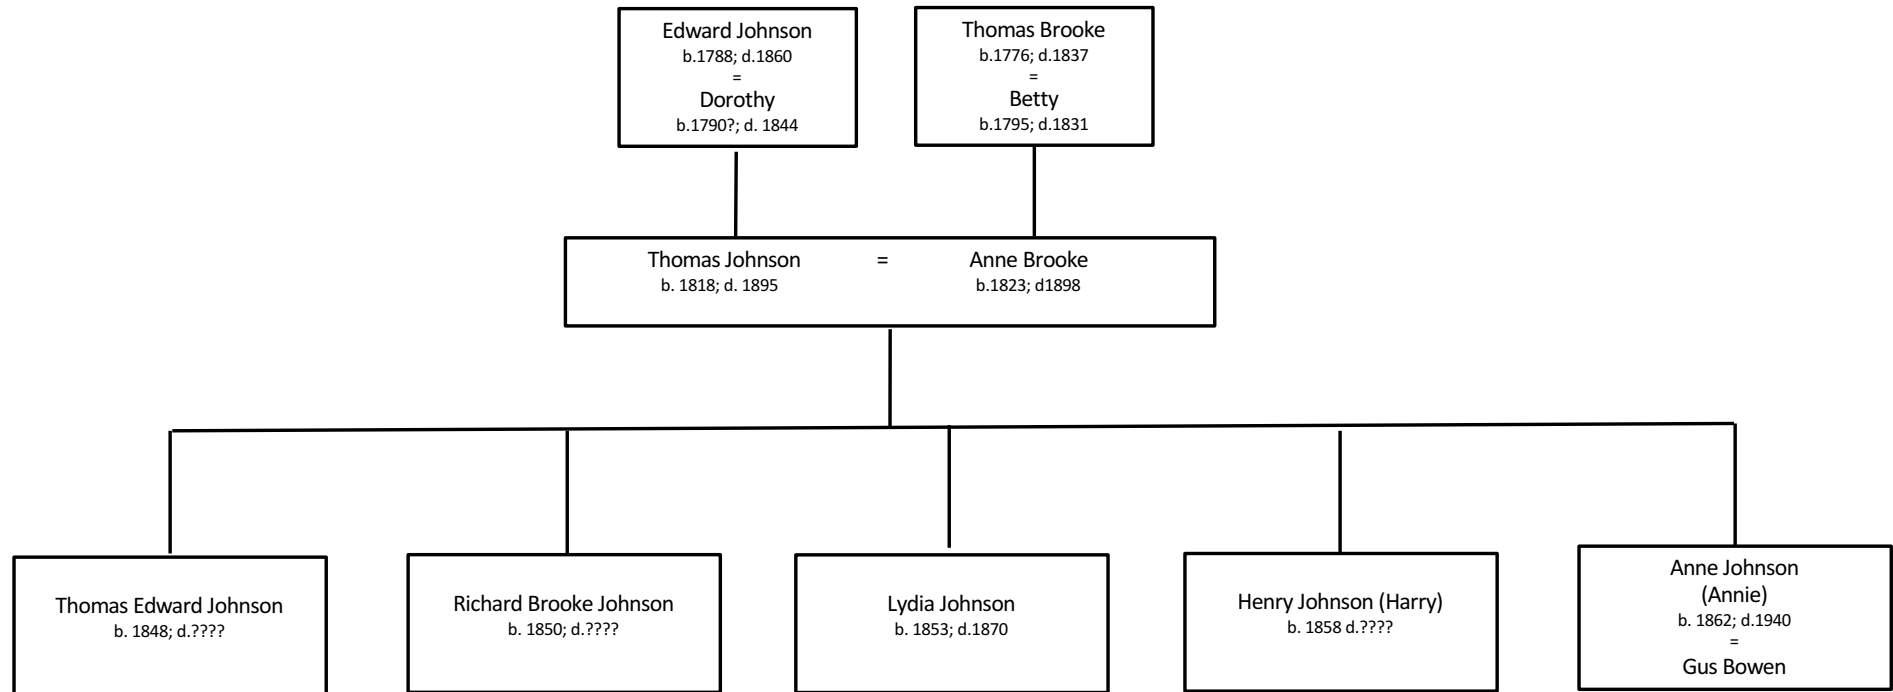 Edward Johnson
b.1788; d.1860
=
Dorothy
b.1790?; d. 1844
Thomas Brooke
b.1776; d.1837
=
Betty
b.1795; d.1831
Thomas Johnson = Anne Brooke
b. 1818; d. 1895 b.1823; d1898
Thomas Edward Johnson
b. 1848; d.????
Richard Brooke Johnson
b. 1850; d.????
Lydia Johnson
b. 1853; d.1870
Henry Johnson (Harry)
b. 1858 d.????
Anne Johnson
(Annie)
b. 1862; d.1940
=
Gus Bowen